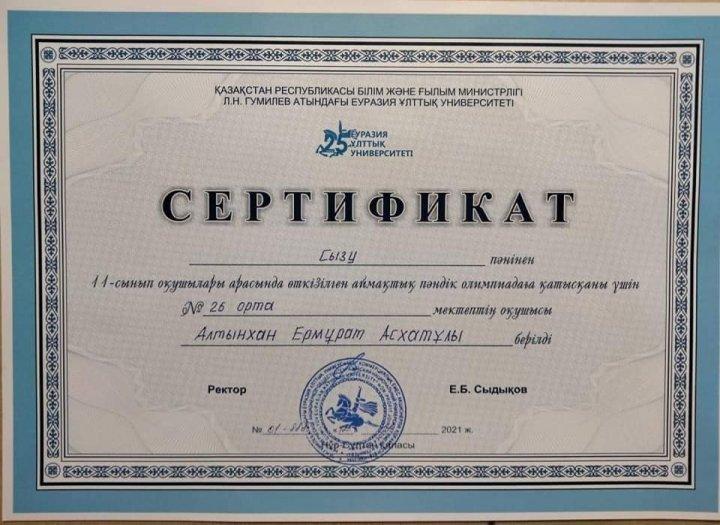 ҚАЗАҚСТАН РЕСПУБЛИКАСЫ БІЛІМ ЖӘНЕ ҒЫЛЫМ МИНИСТРЛІГІ
Л.Н. ГУМИЛЕВ АТЫНДАҒЫ ЕУРАЗИЯ ҰЛТТЫҚ УНИВЕРСИТЕТІ
25 ЕУРАЗИЯ
ҰЛТТЫҚ
УНИВЕРСИТЕТІ
СЕРТИФИКАТ
Сызу пәнінен
11-сынып оқушылары арасында өткізілген аймақтық пәндік олимпиадаға қатысқаны үшін
№ 26 орта мектептің оқушысы
Алтынхан Ермұрат Асхатұлы берілді
Ректор Е.Б. Сыдықов
№ 01- 2021 ж.
Нұр-Сұлтан қаласы